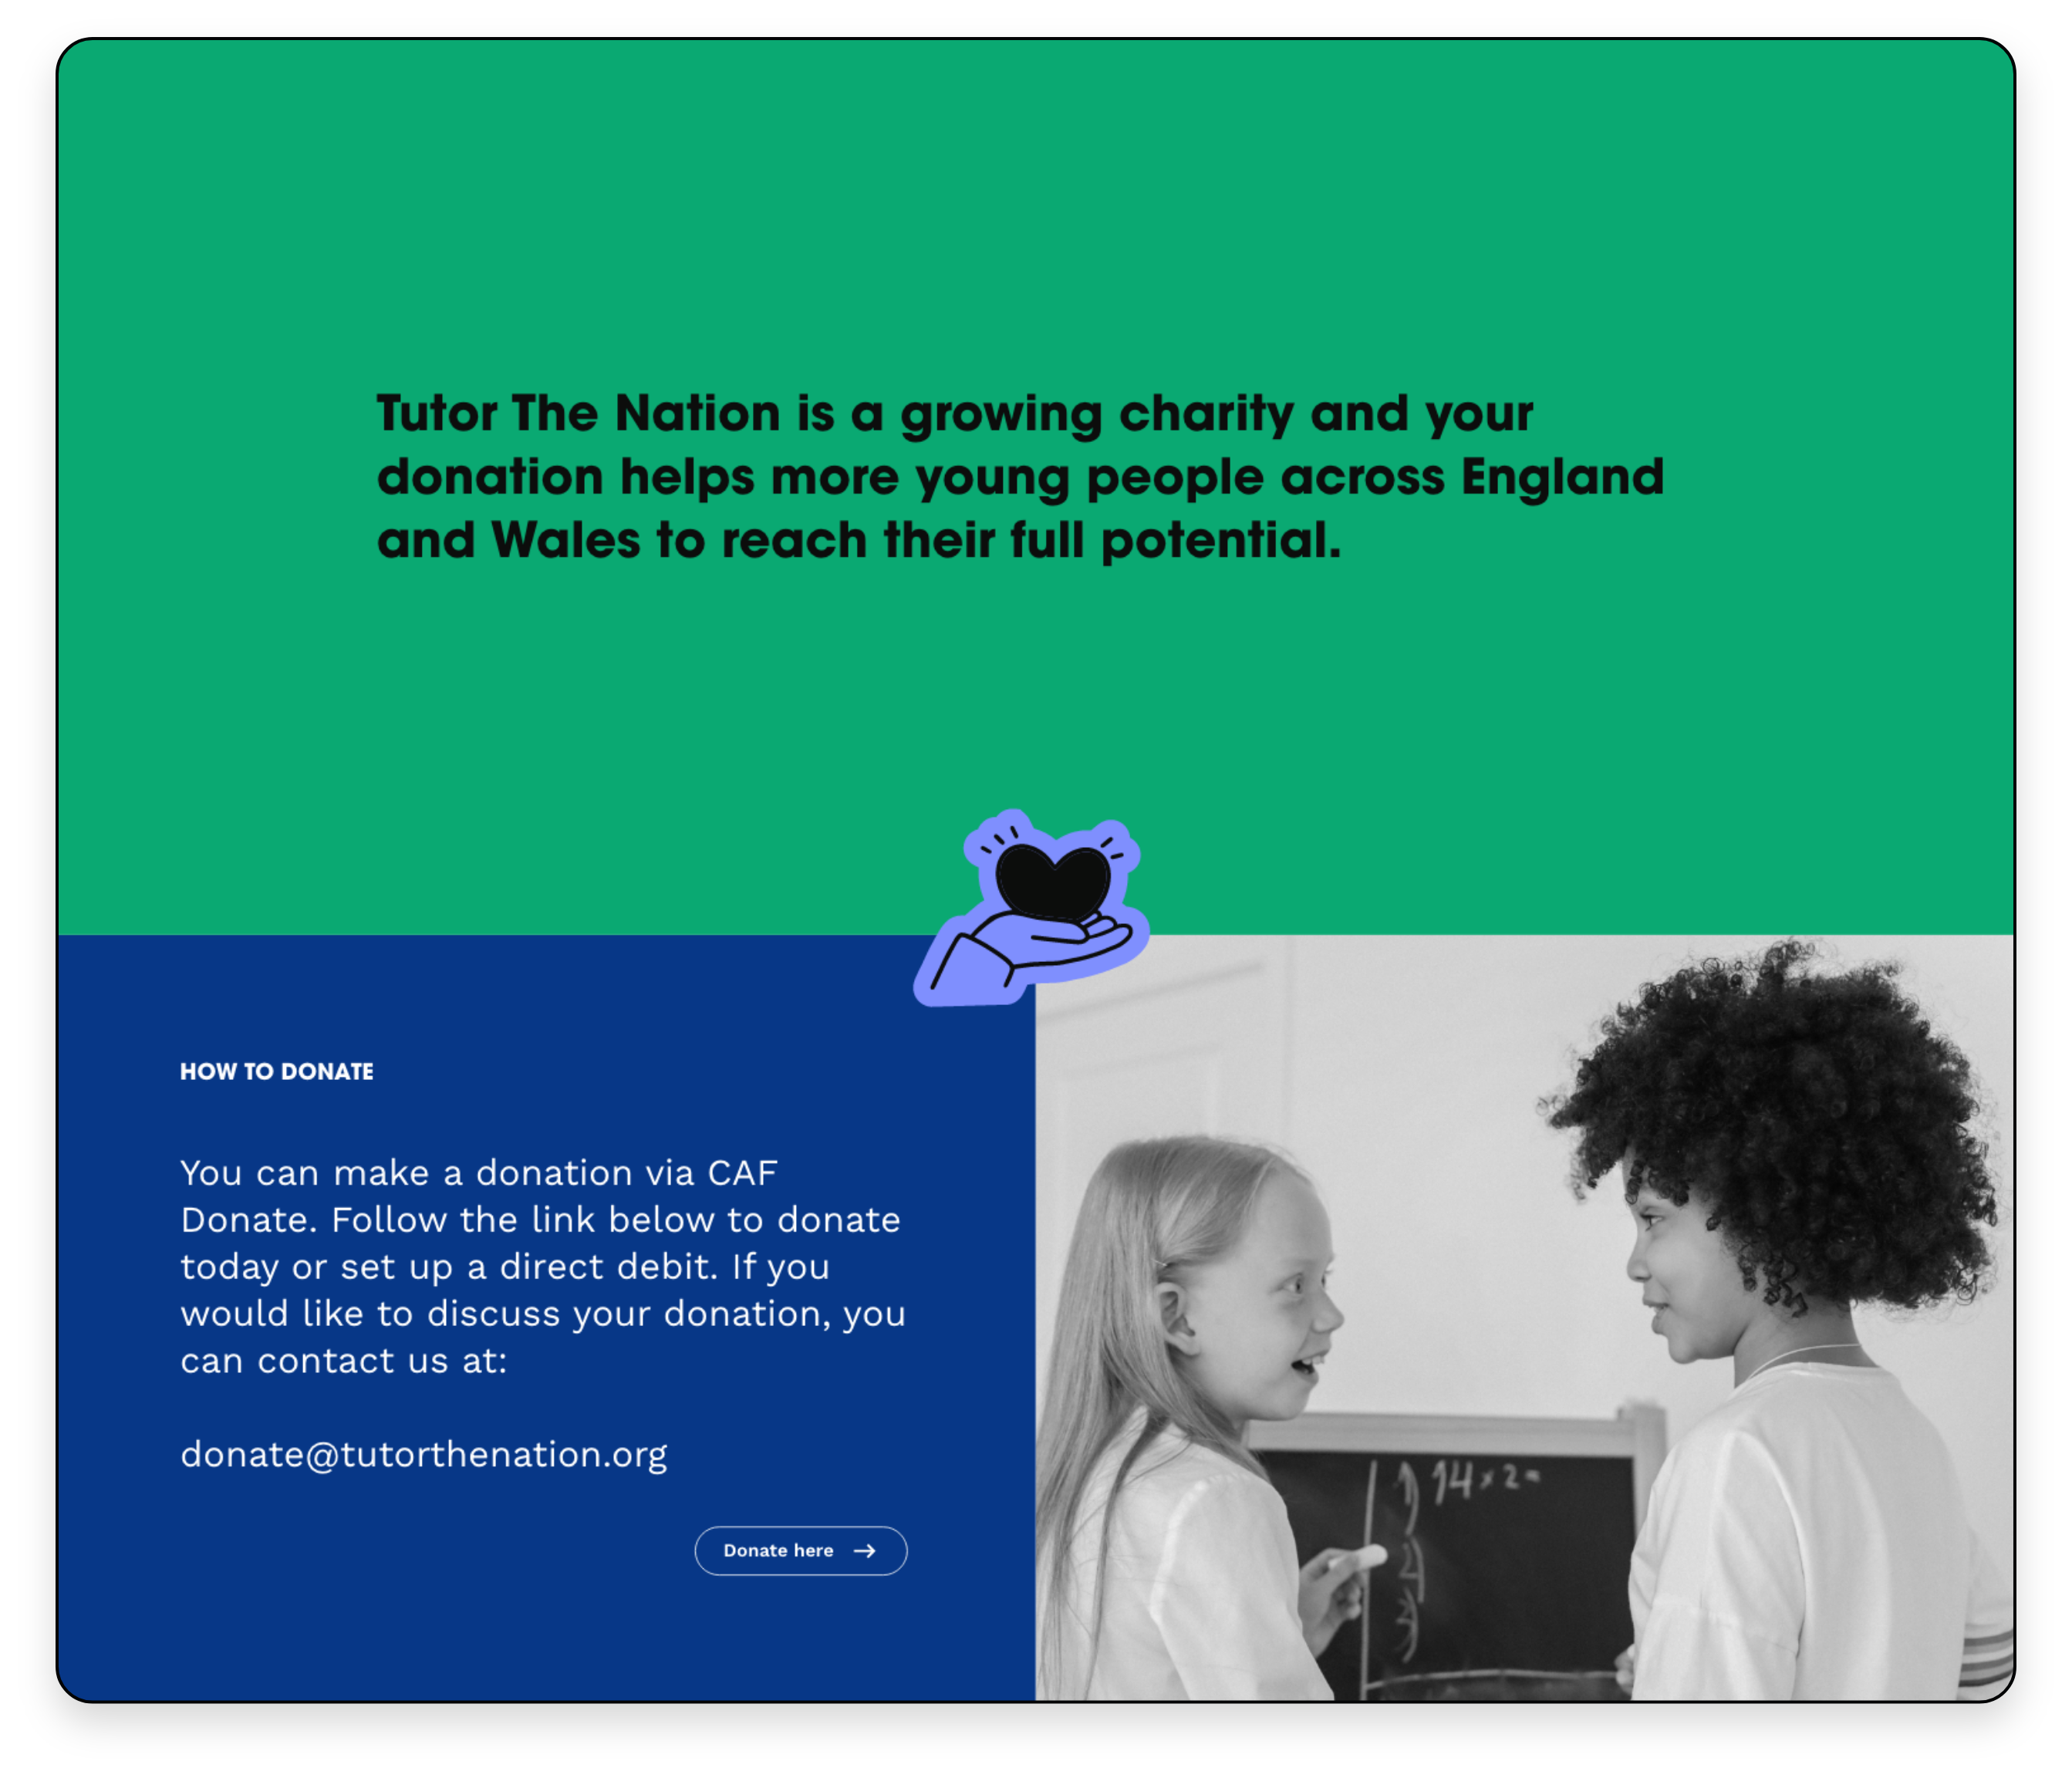 Tutor The Nation is a growing charity and your
donation helps more young people across England
and Wales to reach their full potential.
HOW TO DONATE
You can make a donation via CAF
Donate. Follow the link below to donate
today or set up a direct debit. If you
would like to discuss your donation, you
can contact us at:
donate@tutorthenation.org
Donate here
14 x 2 =